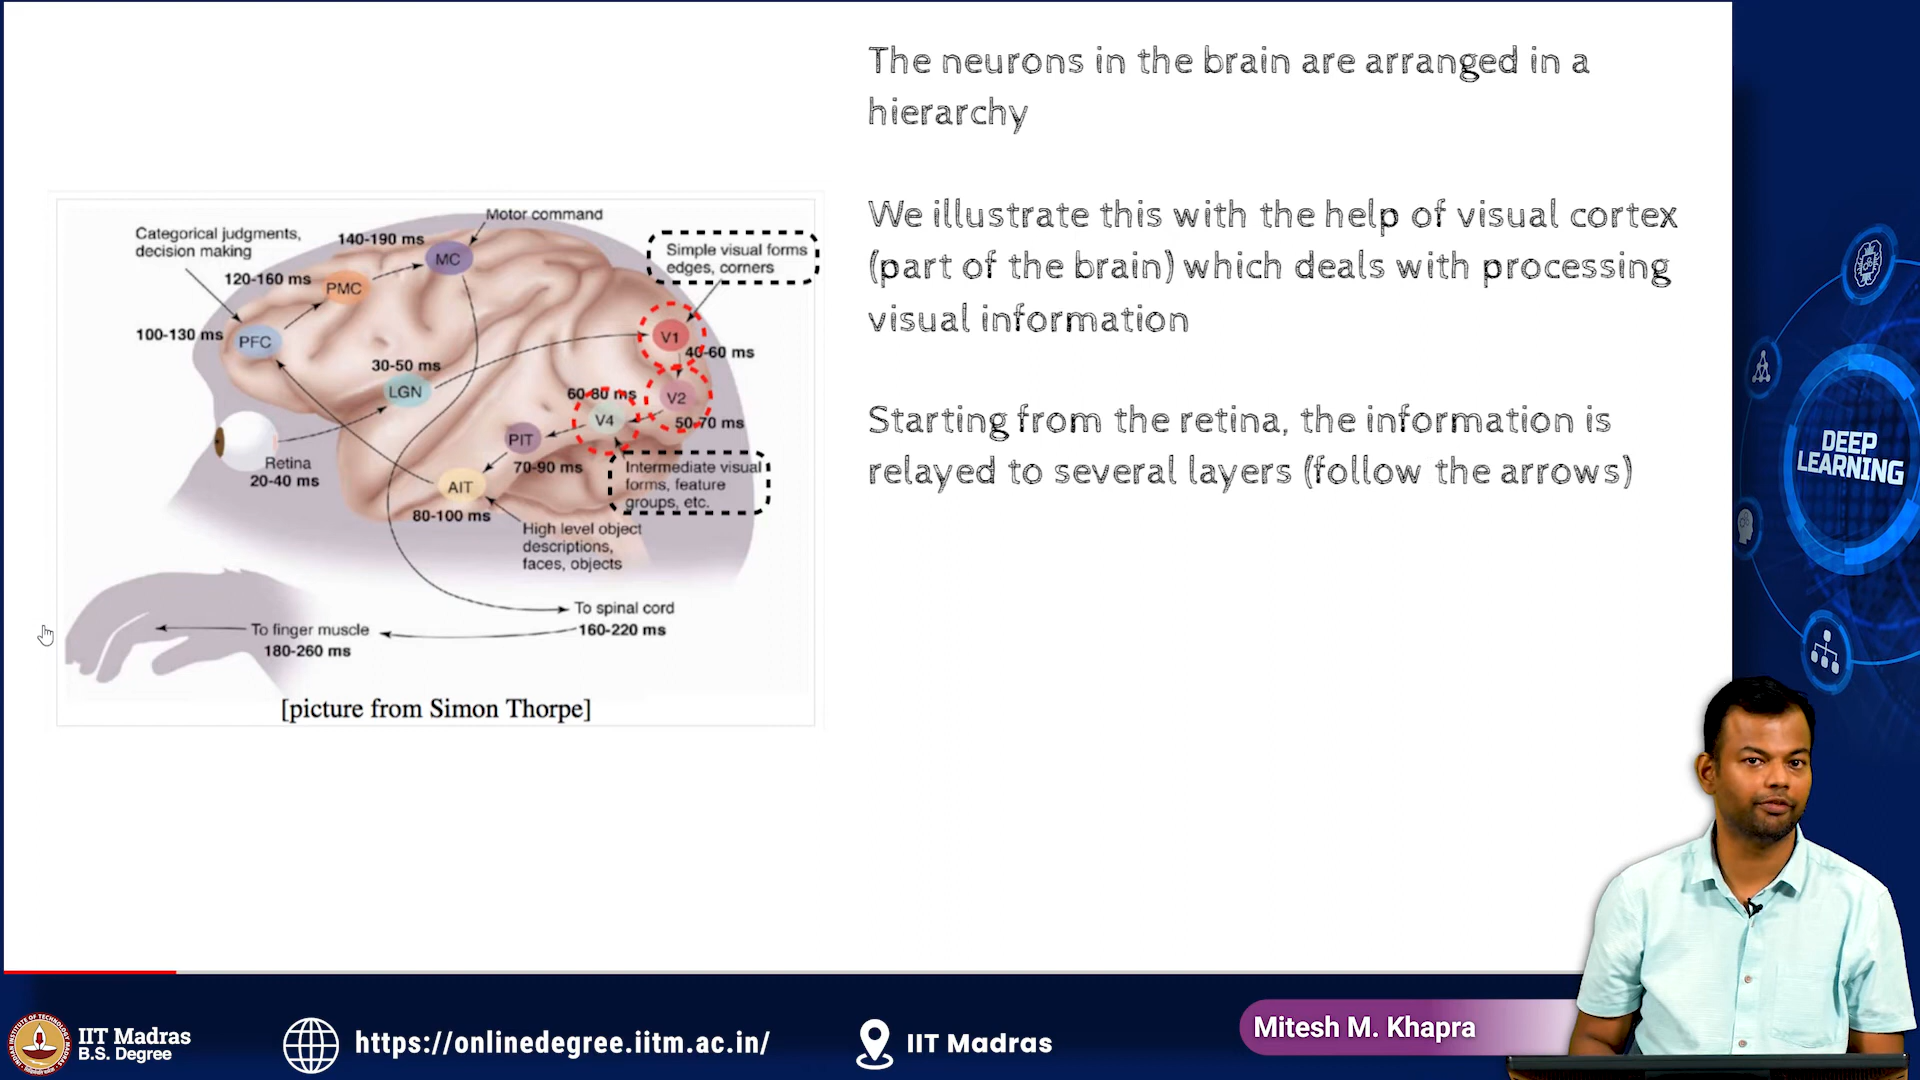 The neurons in the brain are arranged in a
hierarchy
We illustrate this with the help of visual cortex
(part of the brain) which deals with processing
visual information
Starting from the retina, the information is
relayed to several layers (follow the arrows)
Motor command
Categorical judgments,
decision making
140-190 ms
MC
Simple visual forms
edges, corners
120-160 ms
PMC
100-130 ms
PFC
V1
40-60 ms
30-50 ms
LGN
60-80 ms
V2
V4
50-70 ms
PIT
Retina
20-40 ms
70-90 ms
Intermediate visual
forms, feature
groups, etc.
AIT
80-100 ms
High level object
descriptions,
faces, objects
To spinal cord
160-220 ms
To finger muscle
180-260 ms
[picture from Simon Thorpe]
DEEP
LEARNING
IIT Madras
B.S. Degree
https://onlinedegree.iitm.ac.in/
IIT Madras
Mitesh M. Khapra